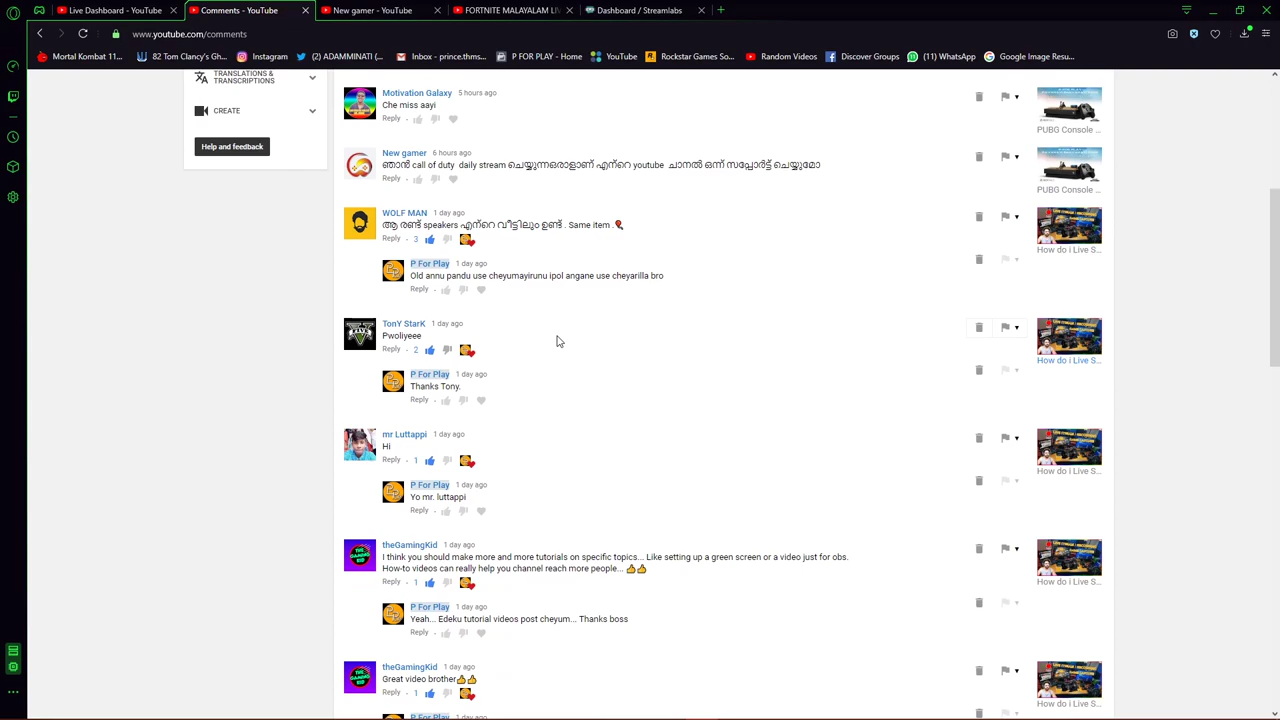 Live Dashboard - YouTube
Comments - YouTube
New gamer - YouTube
FORTNITE MALAYALAM LIV
Dashboard / Streamlabs
www.youtube.com/comments
Mortal Kombat 11...
82 Tom Clancy's Gh...
Instagram
(2) ADAMMINATI (...
Inbox - prince.thms...
P FOR PLAY - Home
YouTube
Rockstar Games So...
Random Videos
Discover Groups
(11) WhatsApp
Google Image Resu...
TRANSLATIONS &
TRANSCRIPTIONS
CREATE
Help and feedback
Motivation Galaxy 5 hours ago
Che miss aayi
Reply
PUBG Console ...
New gamer 6 hours ago
ഞാൻ call of duty daily stream ചെയ്യുന്നരൊളാണ് എന്റെ youtube ചാനൽ ഒന്ന് സപ്പോർട്ട് ചെയ്യുമോ
Reply
PUBG Console ...
WOLF MAN 1 day ago
ആ രണ്ട് speakers എന്റെ വീട്ടിലും ഉണ്ട് . Same item .
Reply 3
How do i Live S...
P For Play 1 day ago
Old annu pandu use cheyumayirunu ipol angane use cheyarilla bro
Reply
TonY StarK 1 day ago
Pwoliyeee
Reply 2
How do i Live S...
P For Play 1 day ago
Thanks Tony.
Reply
mr Luttappi 1 day ago
Hi
Reply 1
How do i Live S...
P For Play 1 day ago
Yo mr. luttappi
Reply
theGamingKid 1 day ago
I think you should make more and more tutorials on specific topics... Like setting up a green screen or a video just for obs.
How-to videos can really help you channel reach more people... 👍👍
Reply 1
How do i Live S...
P For Play 1 day ago
Yeah... Edeku tutorial videos post cheyum... Thanks boss
Reply
theGamingKid 1 day ago
Great video brother👍👍
Reply 1
How do i Live S...
P For Play 1 day ago